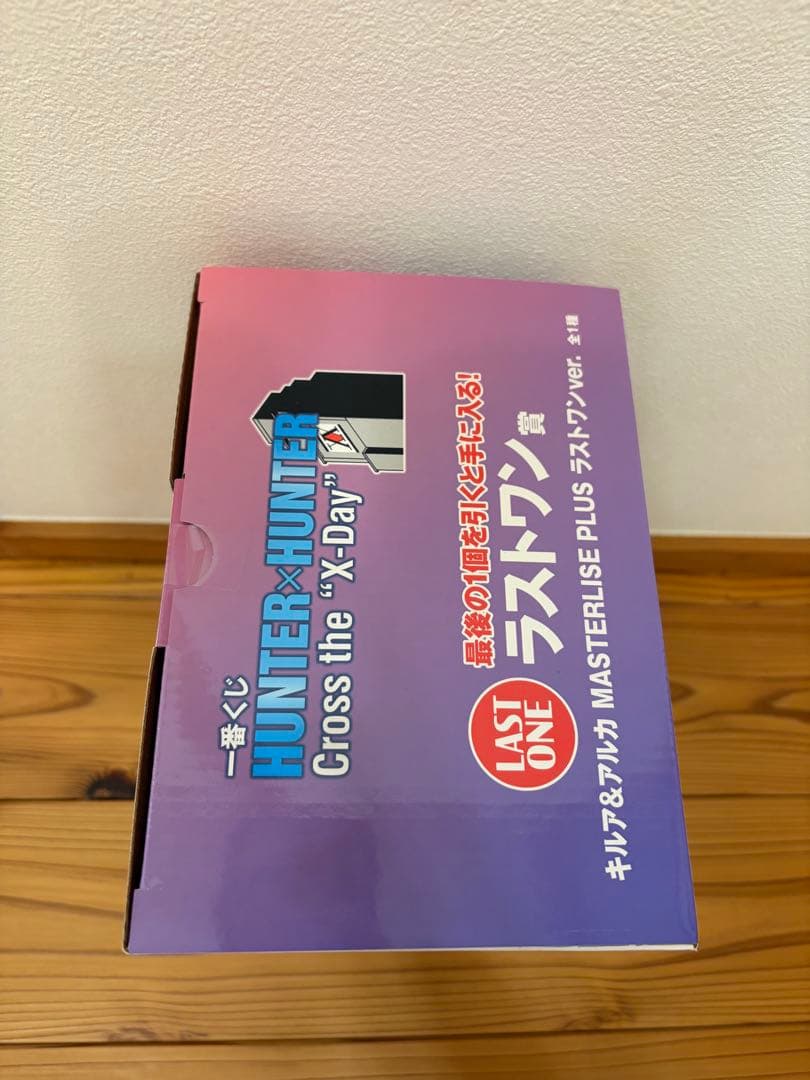 一番くじ
HUNTER×HUNTER
Cross the “X-Day”
最後の1個を引くと手に入る!
LAST
ONE
ラストワン賞
キルア&アルカ MASTERLISE PLUS ラストワンver. 全1種